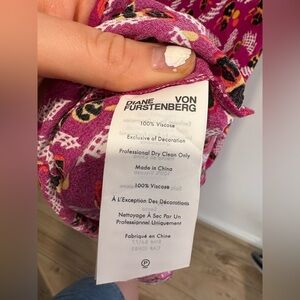 DIANE VON
FURSTENBERG
100% Viscose
Exclusive of Decoration
Professional Dry Clean Only
Made in China
100% Viscose
À L'Exception Des Décorations
Nettoyage À Sec Par Un
Professionnel Uniquement
Fabriqué en Chine
P